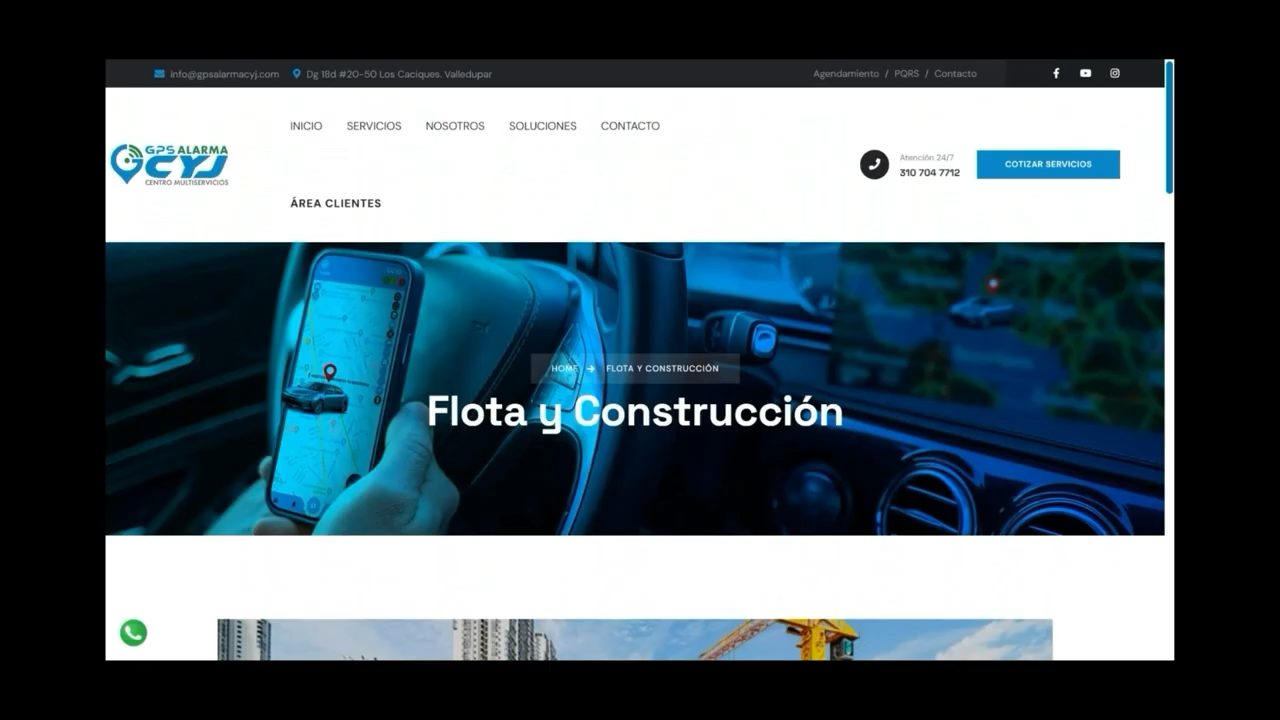 info@gpsalarmacyj.com
Dg 18d #20-50 Los Caciques. Valledupar
Agendamiento / PQRS / Contacto
INICIO SERVICIOS NOSOTROS SOLUCIONES CONTACTO
GPS ALARMA
CYJ
CENTRO MULTISERVICIOS
Atención 24/7
310 704 7712
COTIZAR SERVICIOS
ÁREA CLIENTES
HOME → FLOTA Y CONSTRUCCIÓN
Flota y Construcción